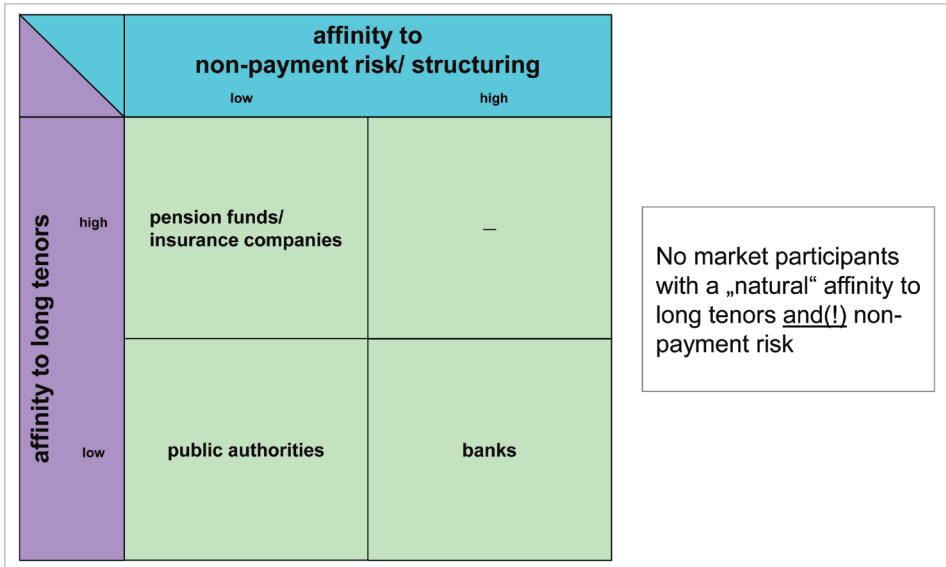 affinity to
non-payment risk/ structuring
low high
affinity to long tenors
high
pension funds/
insurance companies
–
low
public authorities
banks
No market participants
with a „natural“ affinity to
long tenors and(!) non-
payment risk